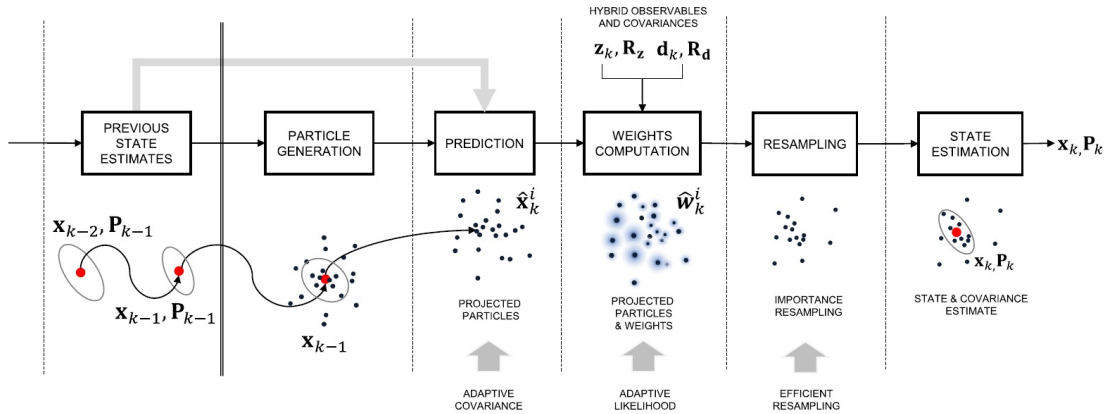 HYBRID OBSERVABLES
AND COVARIANCES
z_k, R_z d_k, R_d
PREVIOUS
STATE
ESTIMATES
PARTICLE
GENERATION
PREDICTION
WEIGHTS
COMPUTATION
RESAMPLING
STATE
ESTIMATION
x_k, P_k
x̂_k^i
ŵ_k^i
x_{k−2}, P_{k−1}
x_{k−1}, P_{k−1}
x_{k−1}
x_k, P_k
PROJECTED
PARTICLES
PROJECTED
PARTICLES
& WEIGHTS
IMPORTANCE
RESAMPLING
STATE & COVARIANCE
ESTIMATE
ADAPTIVE
COVARIANCE
ADAPTIVE
LIKELIHOOD
EFFICIENT
RESAMPLING